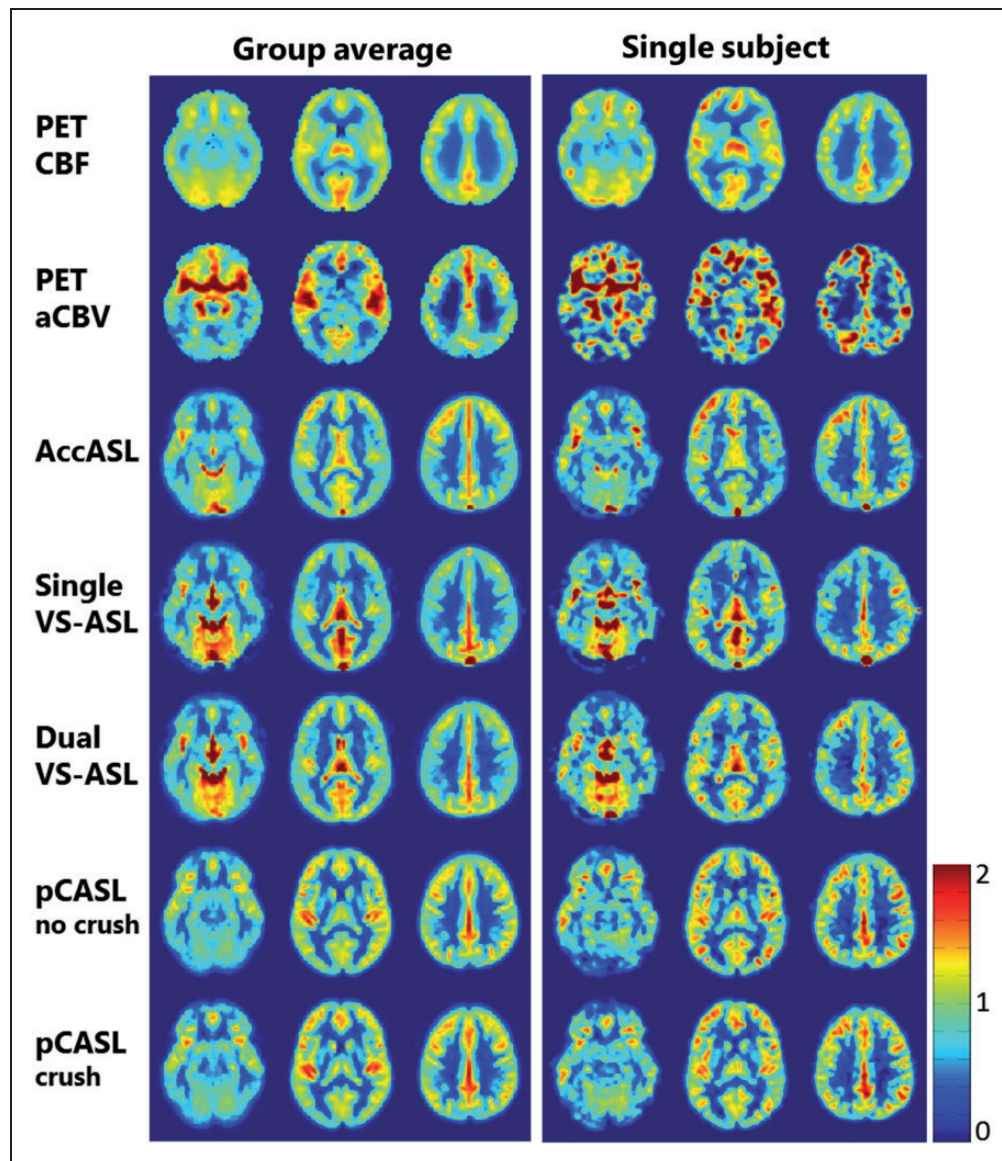 Group average
Single subject
PET
CBF
PET
aCBV
AccASL
Single
VS-ASL
Dual
VS-ASL
pCASL
no crush
pCASL
crush
2
1
0